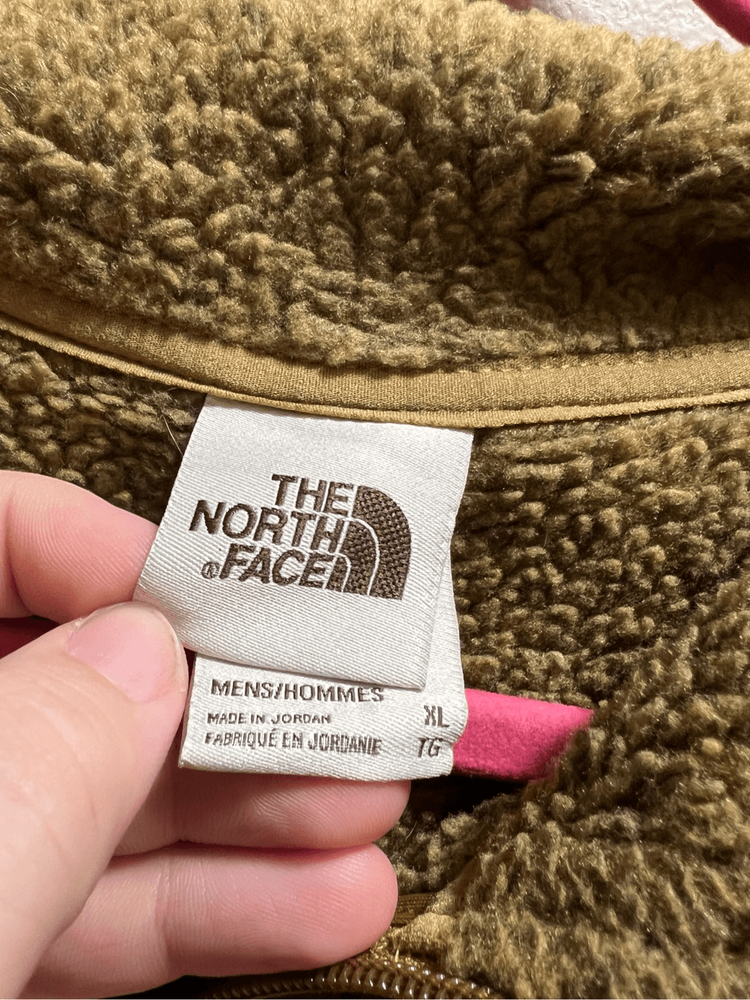 THE
NORTH
®FACE
MENS/HOMMES
MADE IN JORDAN XL
FABRIQUÉ EN JORDANIE TG